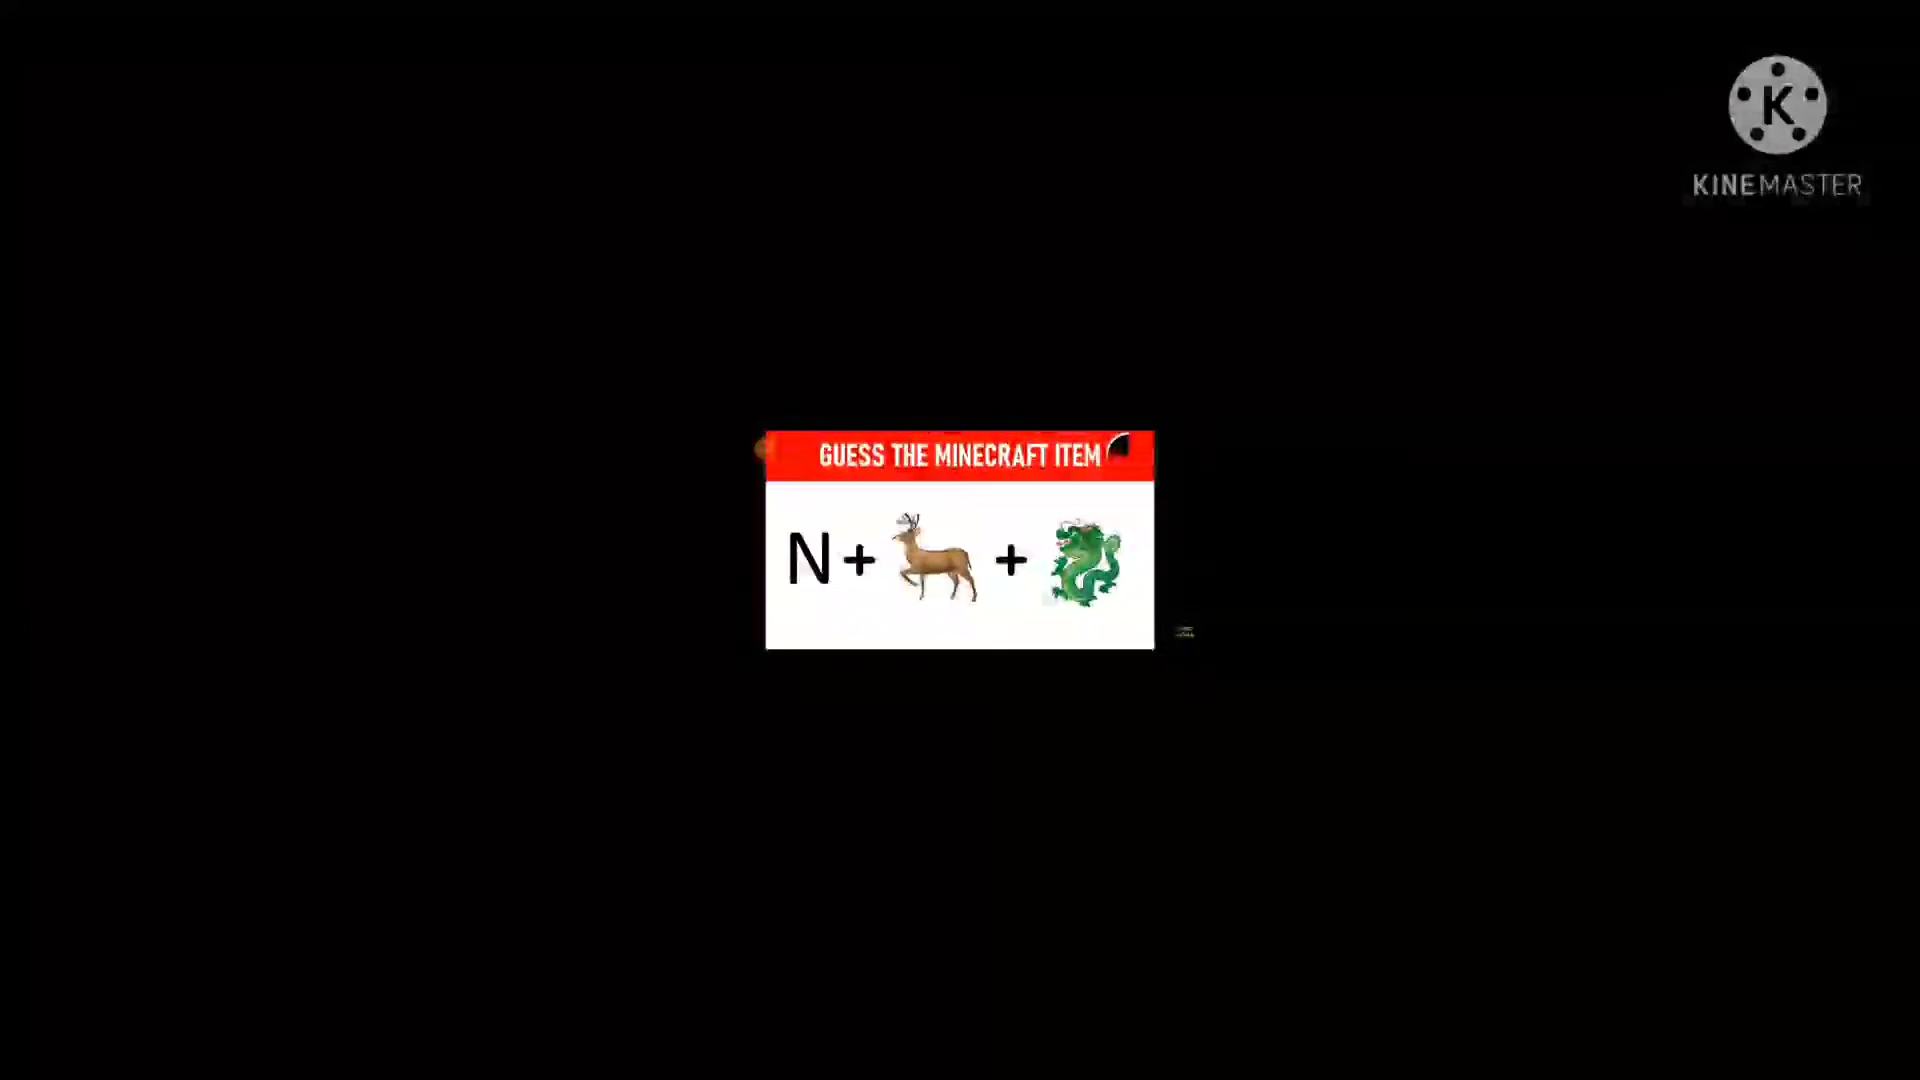 K
KINEMASTER
GUESS THE MINECRAFT ITEM
N+ +